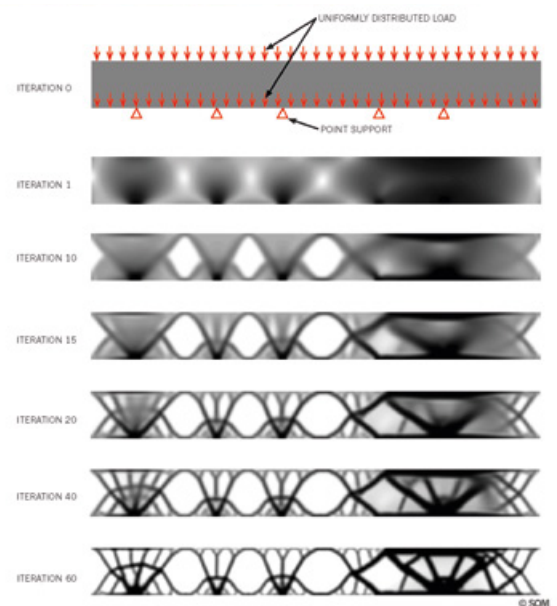 UNIFORMLY DISTRIBUTED LOAD
ITERATION 0
POINT SUPPORT
ITERATION 1
ITERATION 10
ITERATION 15
ITERATION 20
ITERATION 40
ITERATION 60
© SOM